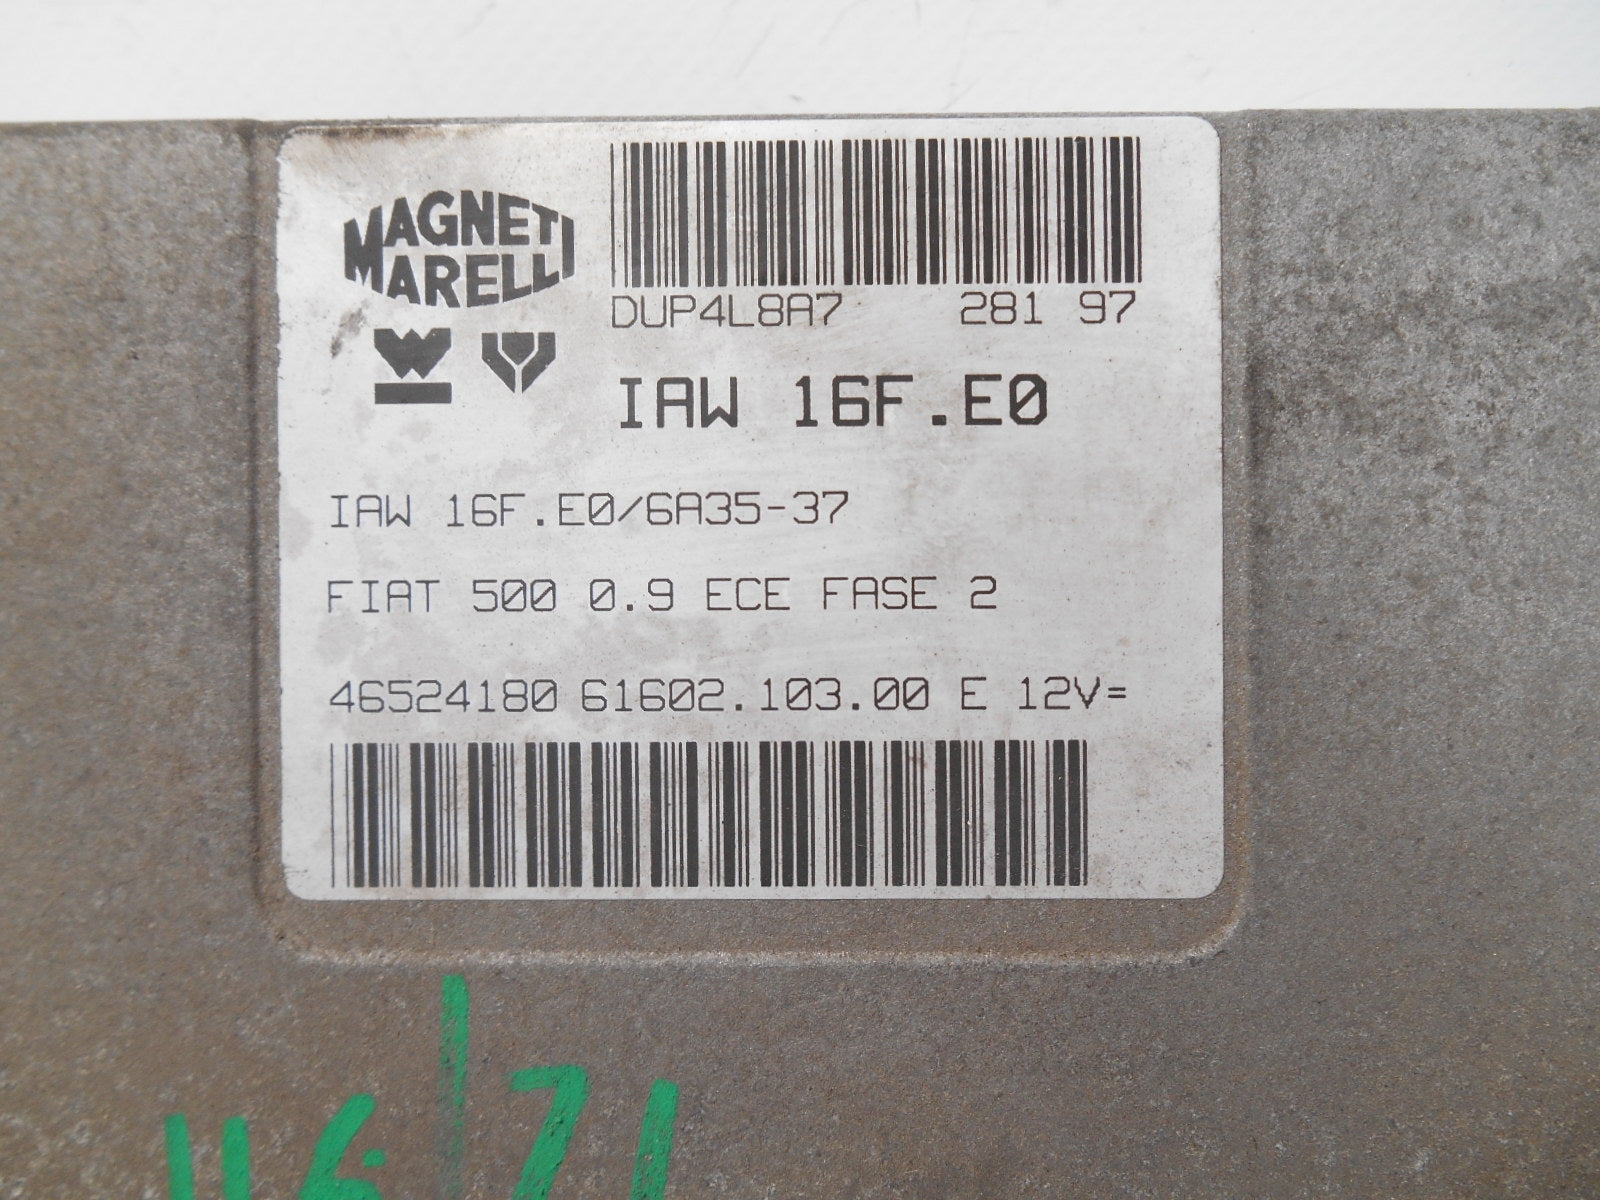 MAGNETI
MARELLI
DUP4L8A7 281 97
IAW 16F.E0
IAW 16F.E0/6A35-37
FIAT 500 0.9 ECE FASE 2
46524180 61602.103.00 E 12V=